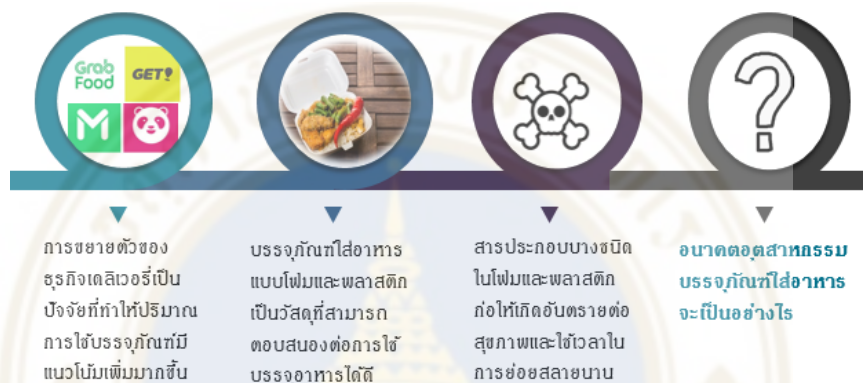 Grab
Food
GET!
M
?
การขยายตัวของ
ธุรกิจเดลิเวอรี่เป็น
ปัจจัยที่ทำให้ปริมาณ
การใช้บรรจุภัณฑ์มี
แนวโน้มเพิ่มมากขึ้น
บรรจุภัณฑ์ใส่อาหาร
แบบโฟมและพลาสติก
เป็นวัสดุที่สามารถ
ตอบสนองต่อการใช้
บรรจุอาหารได้ดี
สารประกอบบางชนิด
ในโฟมและพลาสติก
ก่อให้เกิดอันตรายต่อ
สุขภาพและใช้เวลาใน
การย่อยสลายนาน
อนาคตอุตสาหกรรม
บรรจุภัณฑ์ใส่อาหาร
จะเป็นอย่างไร